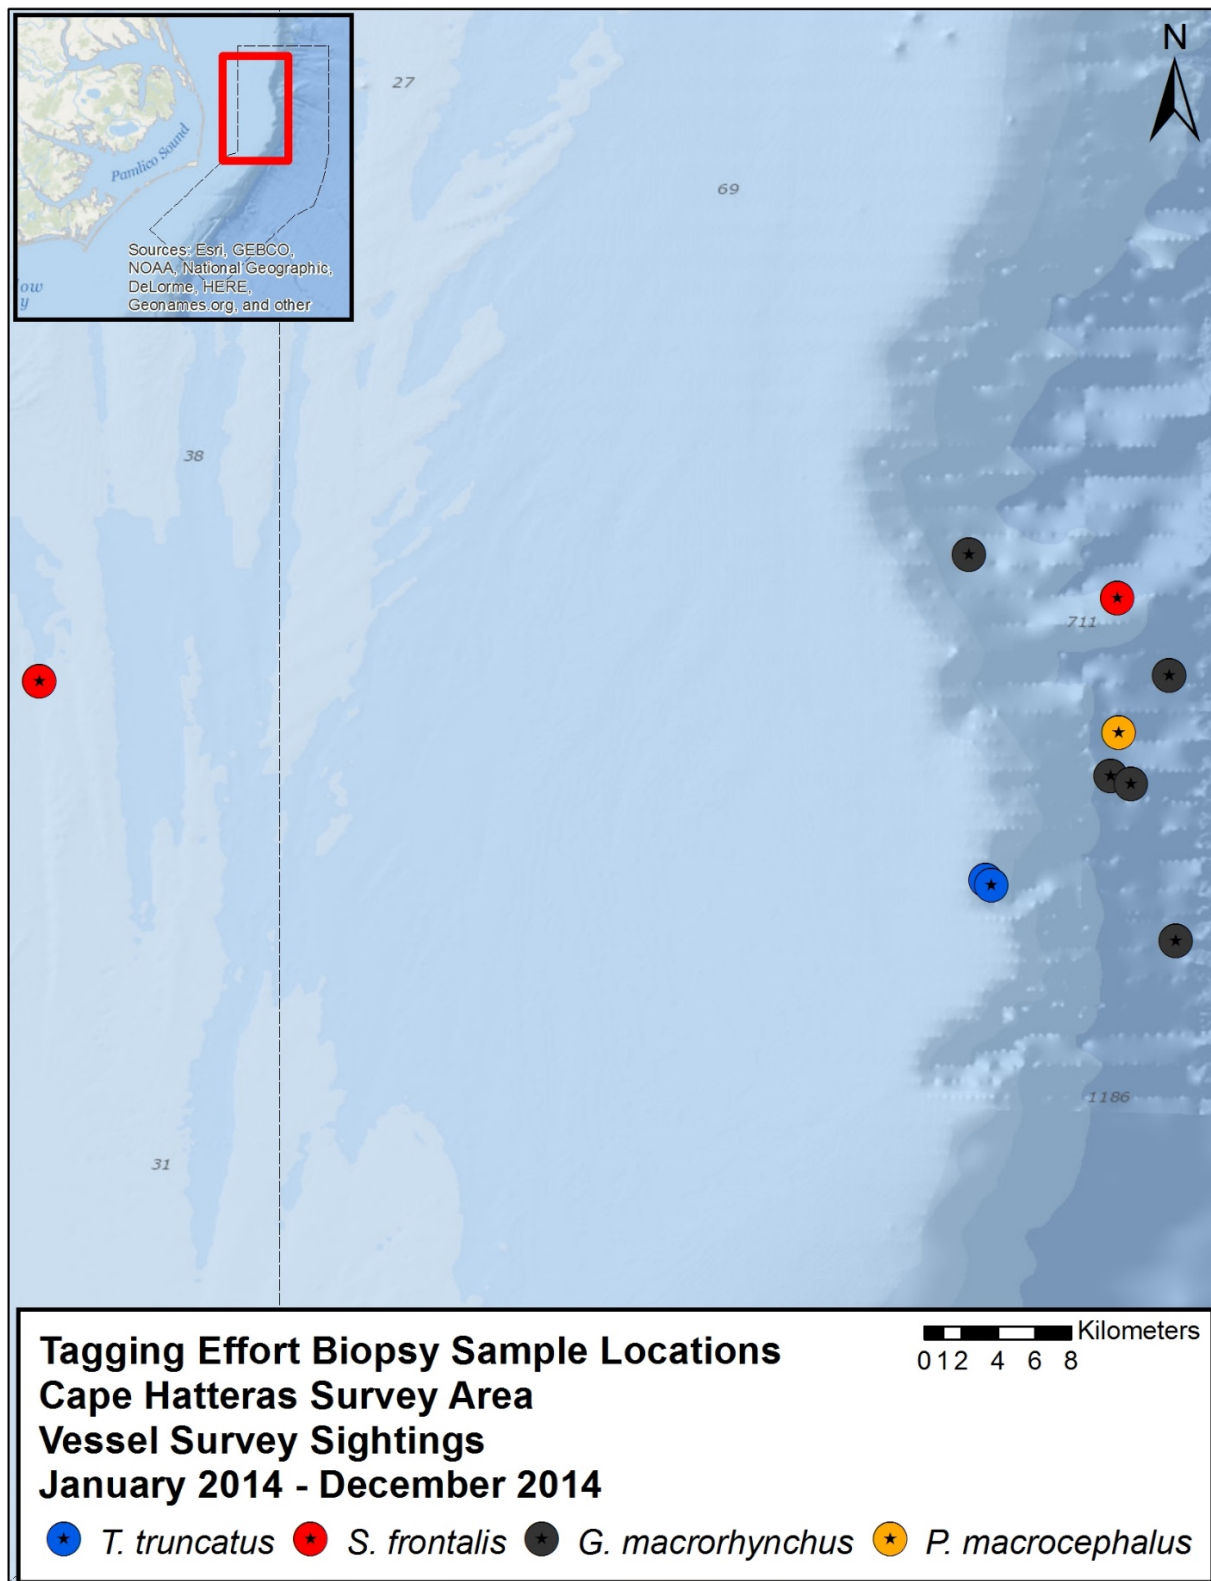 Pamlico Sound
Sources: Esri, GEBCO,
NOAA, National Geographic,
DeLorme, HERE,
Geonames.org, and other
ow
y
N
27
69
38
711
1186
31
Tagging Effort Biopsy Sample Locations
Cape Hatteras Survey Area
Vessel Survey Sightings
January 2014 - December 2014
Kilometers
0 1 2 4 6 8
T. truncatus S. frontalis G. macrorhynchus P. macrocephalus